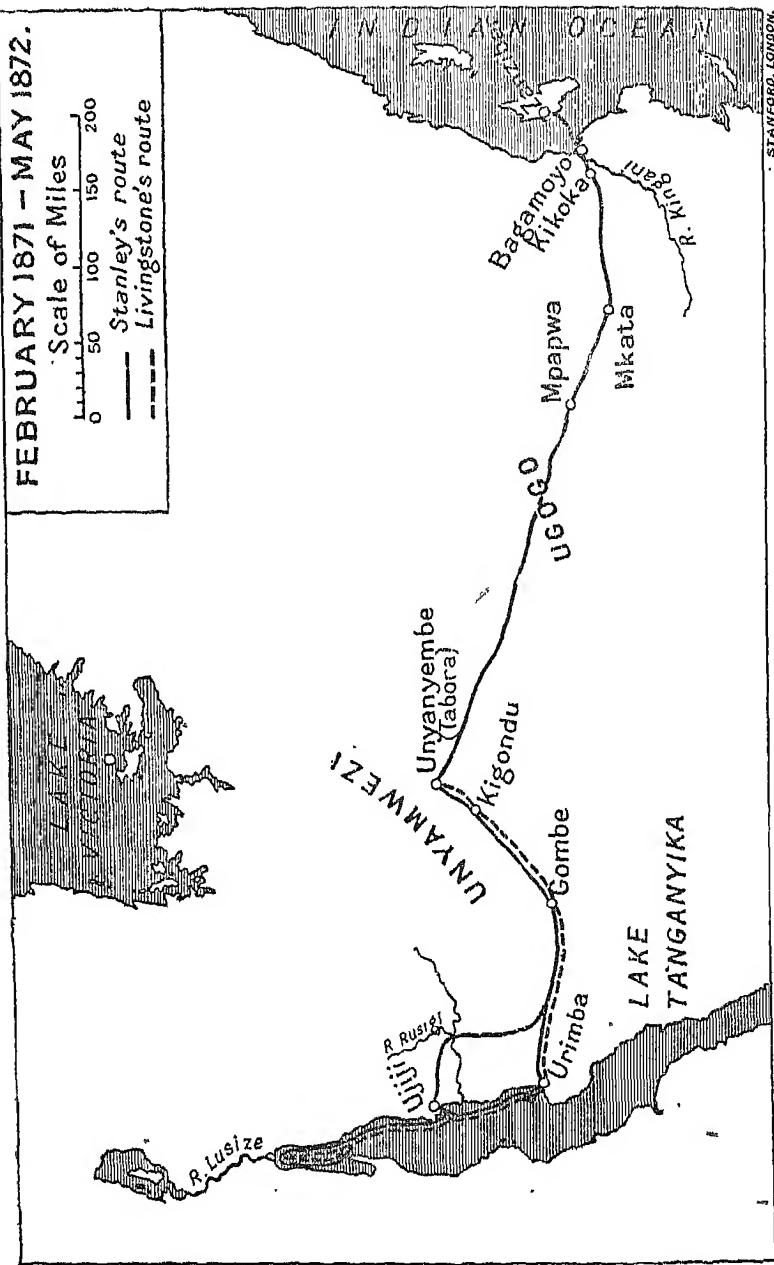 FEBRUARY 1871 – MAY 1872.
Scale of Miles
0 50 100 150 200
Stanley's route
Livingstone's route
INDIAN OCEAN
Zanzibar
Bagamoyo
Kikoka
R. Kingani
Mkata
Mpapwa
UGOGO
LAKE
VICTORIA
Unyanyembe
(Tabora)
UNYAMWEZI
Kigondu
Gombe
LAKE
TANGANYIKA
Urimba
R Rusigi
Ujiji
R. Lusize
STANFORD, LONDON.